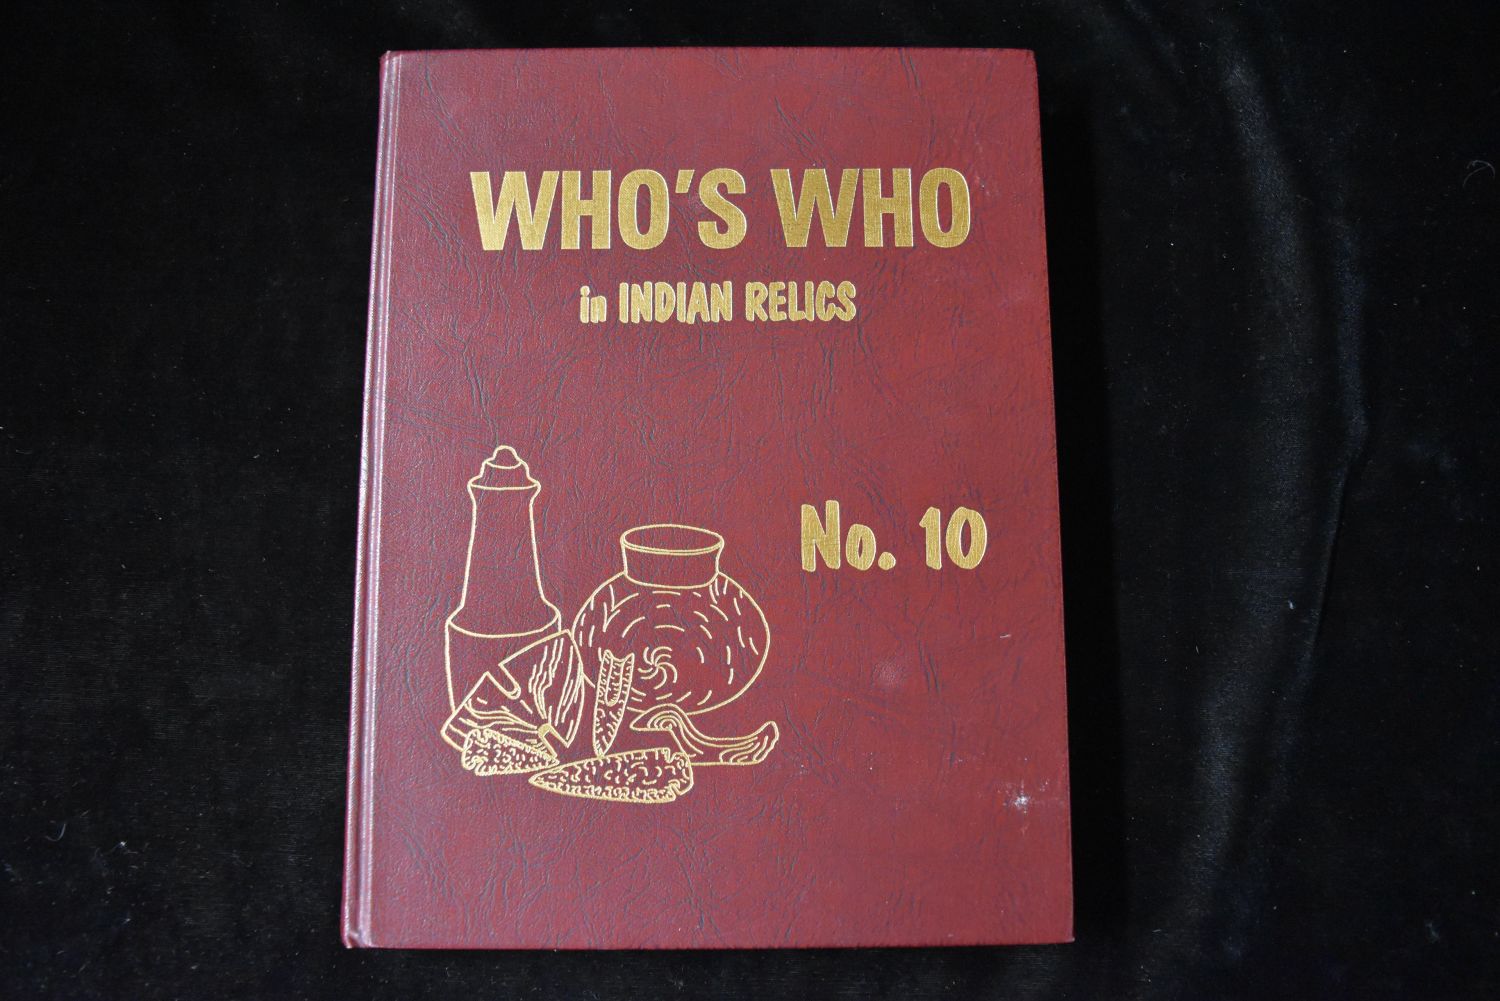 WHO'S WHO
in INDIAN RELICS
No. 10